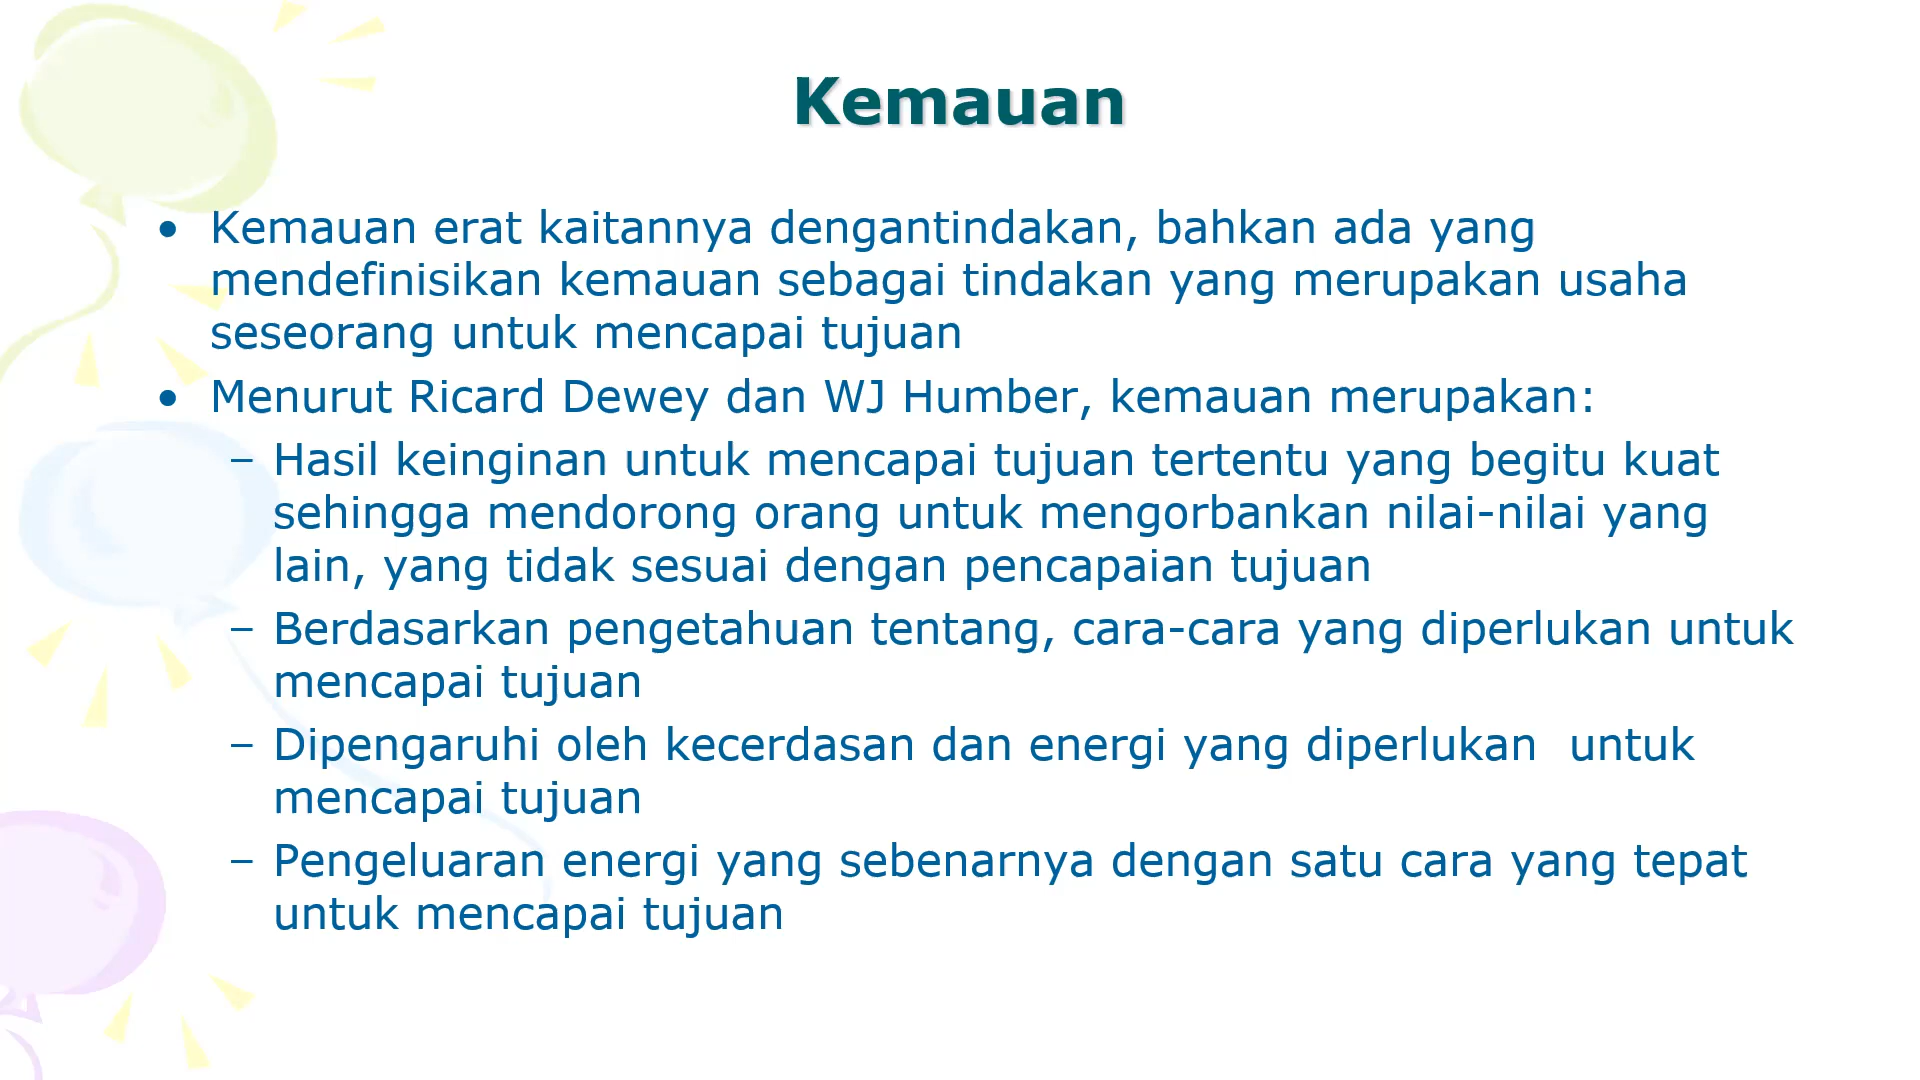 Kemauan
• Kemauan erat kaitannya dengantindakan, bahkan ada yang
mendefinisikan kemauan sebagai tindakan yang merupakan usaha
seseorang untuk mencapai tujuan
• Menurut Ricard Dewey dan WJ Humber, kemauan merupakan:
– Hasil keinginan untuk mencapai tujuan tertentu yang begitu kuat
sehingga mendorong orang untuk mengorbankan nilai-nilai yang
lain, yang tidak sesuai dengan pencapaian tujuan
– Berdasarkan pengetahuan tentang, cara-cara yang diperlukan untuk
mencapai tujuan
– Dipengaruhi oleh kecerdasan dan energi yang diperlukan  untuk
mencapai tujuan
– Pengeluaran energi yang sebenarnya dengan satu cara yang tepat
untuk mencapai tujuan